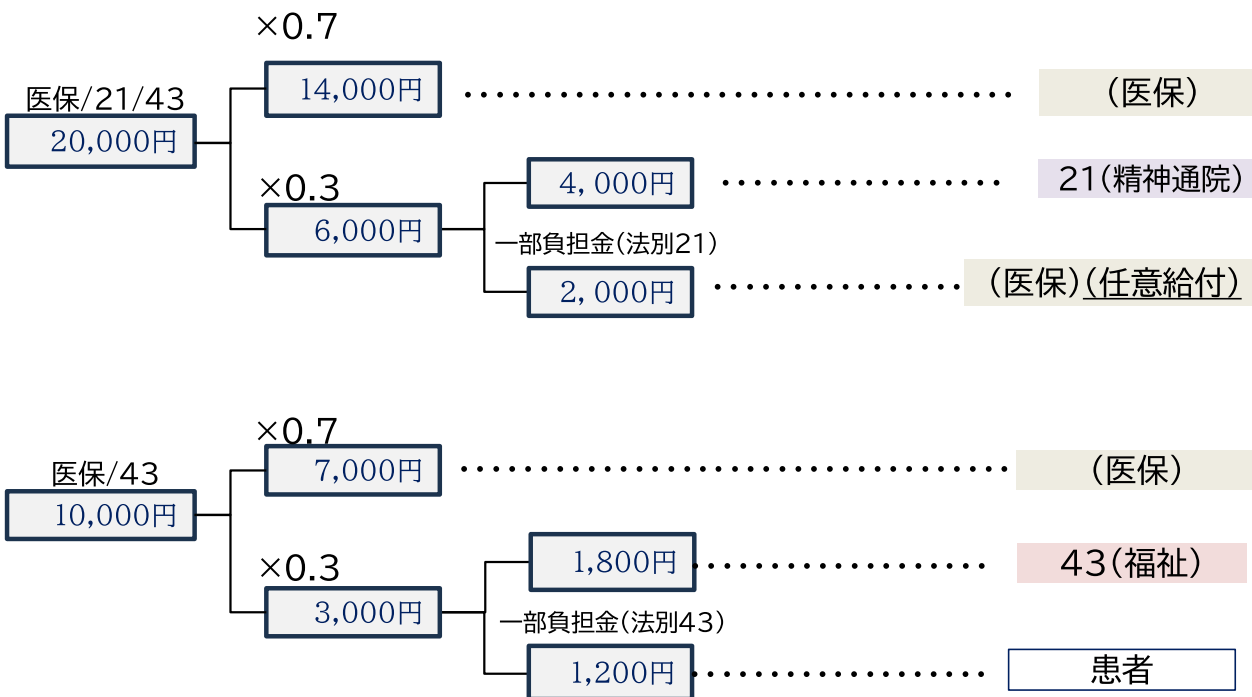 ×0.7
14,000円
(医保)
医保/21/43
20,000円
×0.3
4,000円
21(精神通院)
6,000円
一部負担金(法別21)
2,000円
(医保)(任意給付)
×0.7
7,000円
(医保)
医保/43
10,000円
×0.3
1,800円
43(福祉)
3,000円
一部負担金(法別43)
1,200円
患者